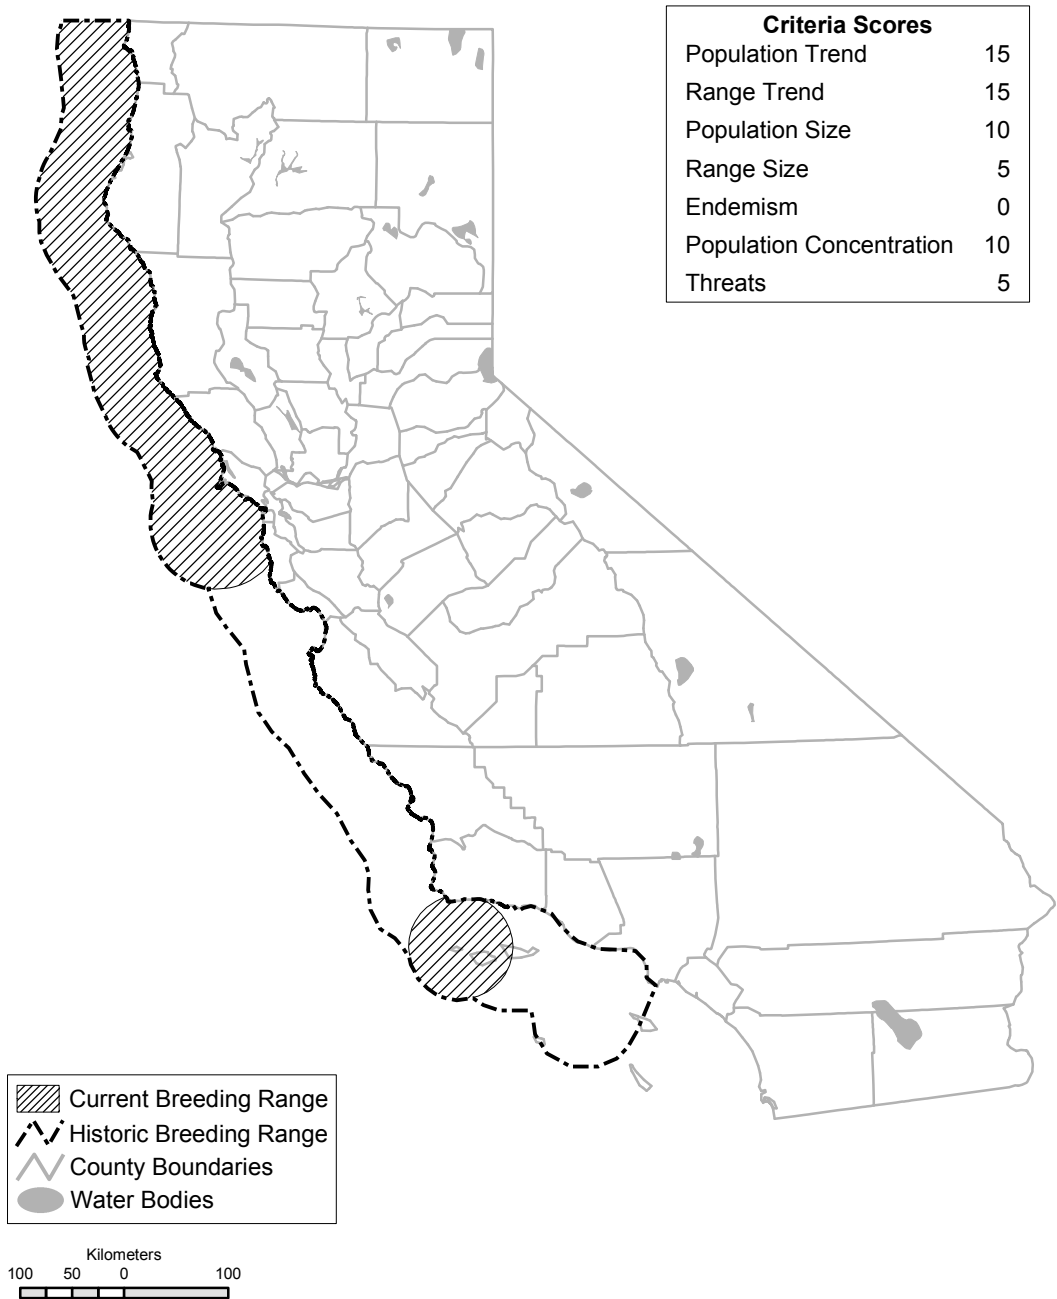 Criteria Scores
Population Trend 15
Range Trend 15
Population Size 10
Range Size 5
Endemism 0
Population Concentration 10
Threats 5
Current Breeding Range
Historic Breeding Range
County Boundaries
Water Bodies
Kilometers
100 50 0 100